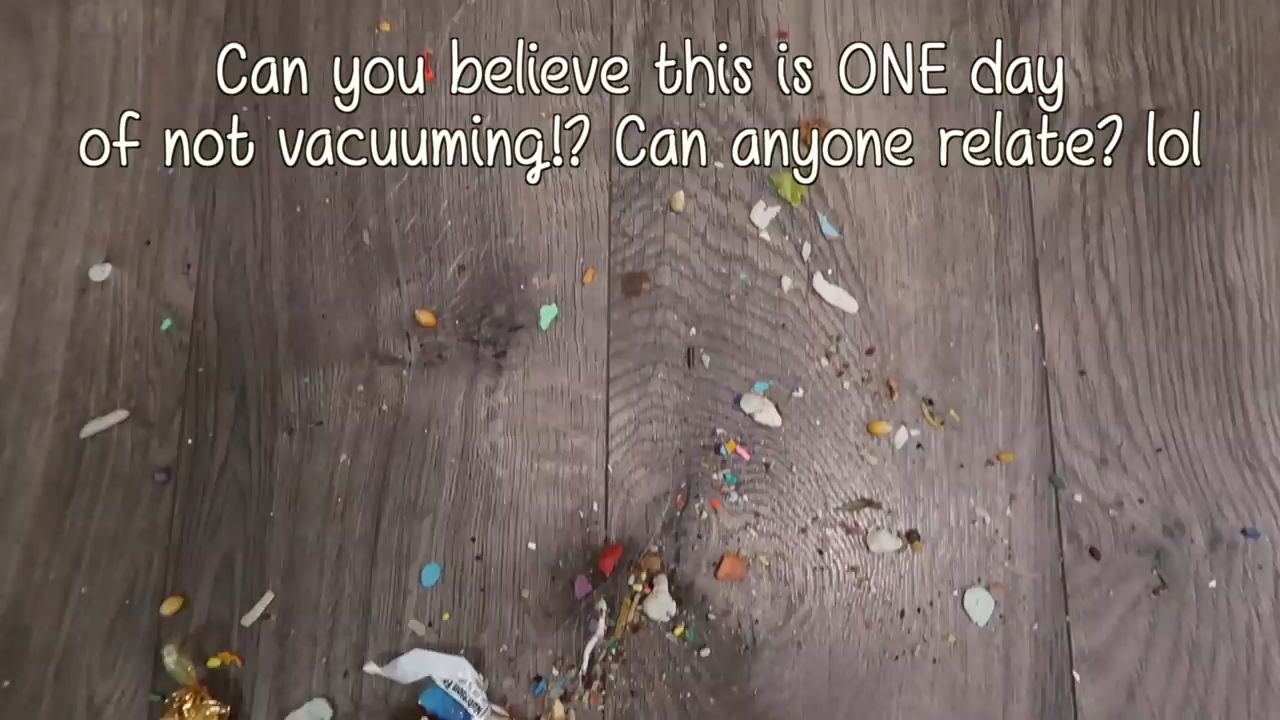 Can you believe this is ONE day
of not vacuuming!? Can anyone relate? lol